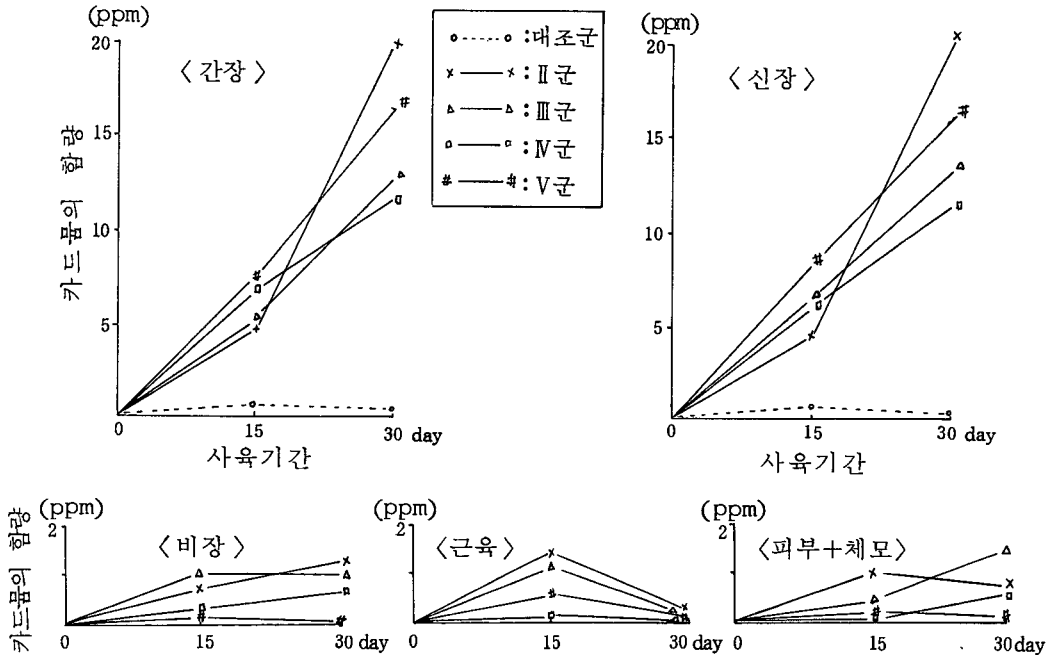 (ppm)
20
15
10
5
0
15
30 day
〈 간장 〉
카드뮴의 함량
사육기간
o-----o : 대조군
x——x : Ⅱ군
△——△ : Ⅲ군
□——□ : Ⅳ군
#——# : Ⅴ군
(ppm)
20
15
10
5
0
15
30 day
〈 신장 〉
사육기간
(ppm)
2
〈 비장 〉
카드뮴의 함량
0
15
30 day
(ppm)
2
〈근육〉
0
15
30 day
(ppm)
2
〈피부+체모〉
0
15
30day